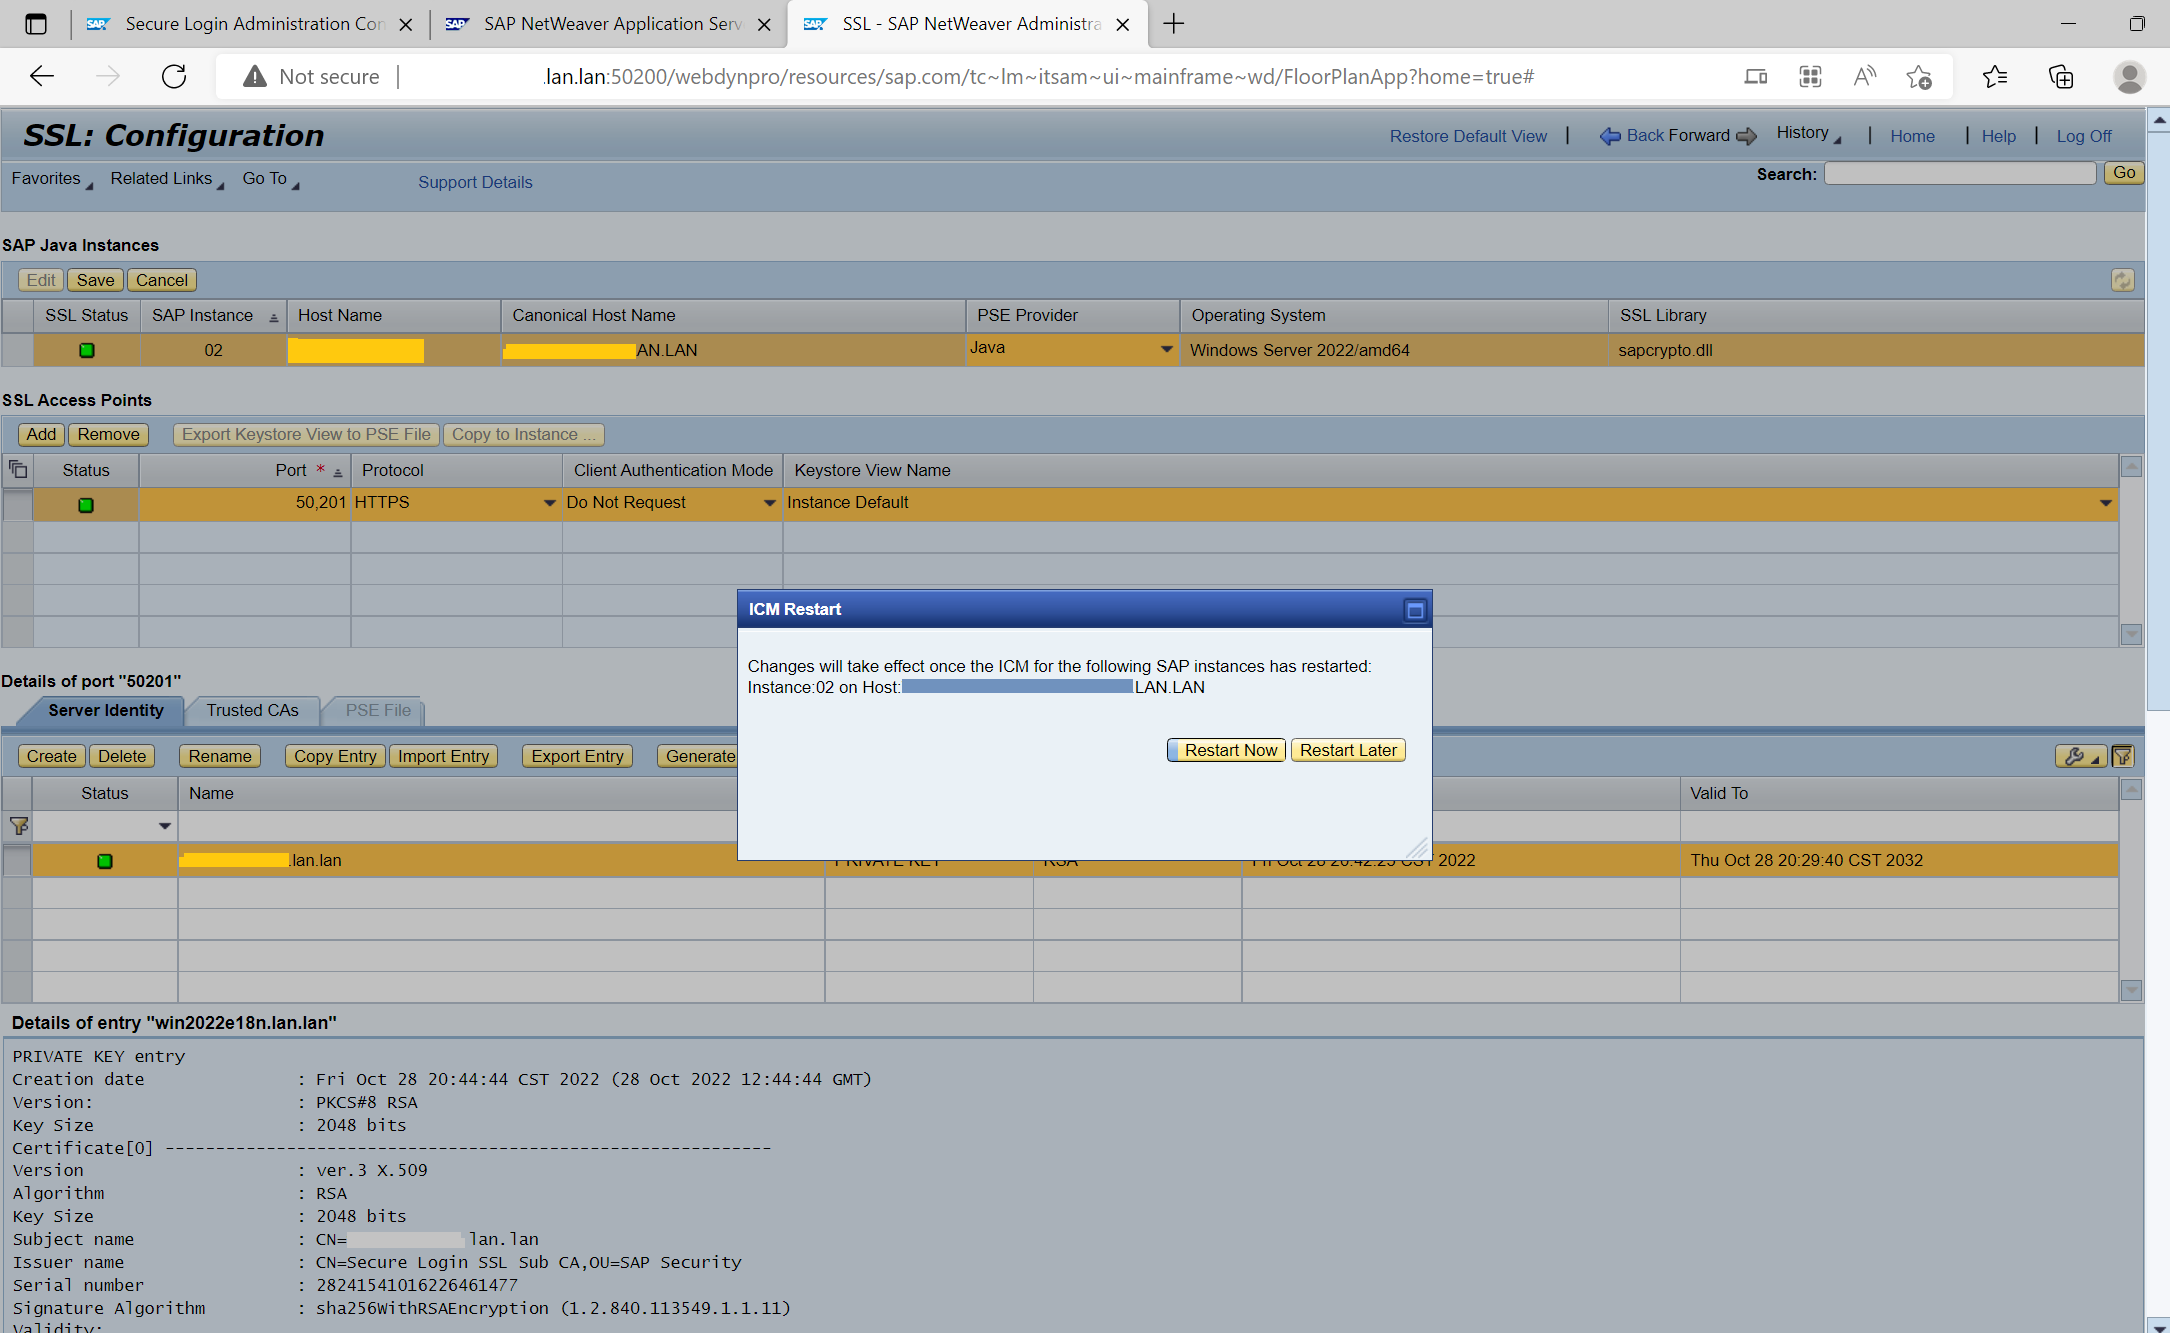 Secure Login Administration Con
SAP NetWeaver Application Serv
SSL - SAP NetWeaver Administra
Not secure
.lan.lan:50200/webdynpro/resources/sap.com/tc~lm~itsam~ui~mainframe~wd/FloorPlanApp?home=true#
SSL: Configuration
Restore Default View | Back Forward History | Home | Help | Log Off
Favorites Related Links Go To Support Details
Search: Go
SAP Java Instances
Edit Save Cancel
SSL Status SAP Instance Host Name Canonical Host Name PSE Provider Operating System SSL Library
02 AN.LAN Java Windows Server 2022/amd64 sapcrypto.dll
SSL Access Points
Add Remove Export Keystore View to PSE File Copy to Instance ...
Status Port * Protocol Client Authentication Mode Keystore View Name
50,201 HTTPS Do Not Request Instance Default
ICM Restart
Changes will take effect once the ICM for the following SAP instances has restarted:
Instance:02 on Host: LAN.LAN
Restart Now Restart Later
Details of port "50201"
Server Identity Trusted CAs PSE File
Create Delete Rename Copy Entry Import Entry Export Entry Generate
Status Name Valid To
.lan.lan PRIVATE KEY RSA Fri Oct 28 20:42:25 CST 2022 Thu Oct 28 20:29:40 CST 2032
Details of entry "win2022e18n.lan.lan"
PRIVATE KEY entry
Creation date : Fri Oct 28 20:44:44 CST 2022 (28 Oct 2022 12:44:44 GMT)
Version: : PKCS#8 RSA
Key Size : 2048 bits
Certificate[0] ------------------------------------------------------------
Version : ver.3 X.509
Algorithm : RSA
Key Size : 2048 bits
Subject name : CN= lan.lan
Issuer name : CN=Secure Login SSL Sub CA,OU=SAP Security
Serial number : 28241541016226461477
Signature Algorithm : sha256WithRSAEncryption (1.2.840.113549.1.1.11)
Validity: